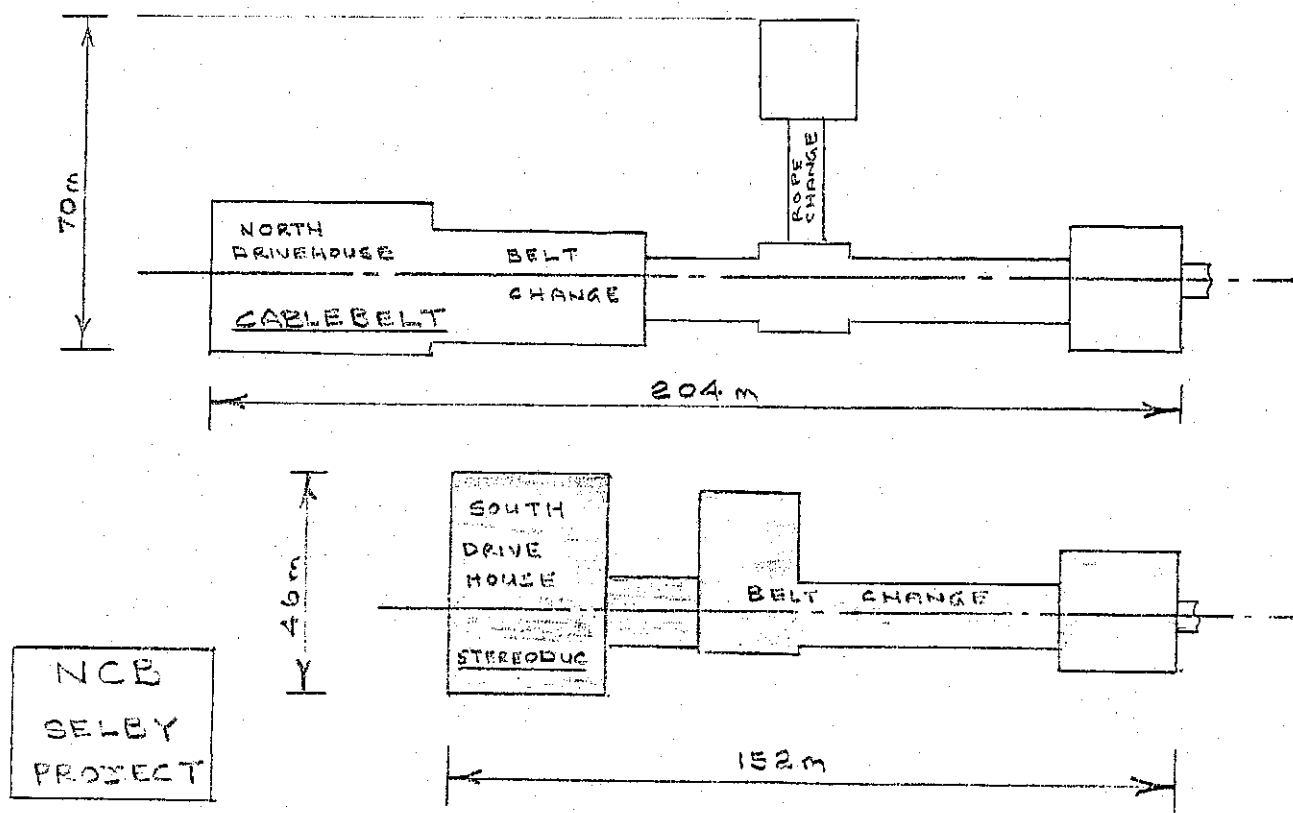 70m
ROPE
CHANGE
NORTH
DRIVEHOUSE
BELT
CHANGE
CABLEBELT
204 m
46m
SOUTH
DRIVE
HOUSE
STEREODUC
BELT CHANGE
152m
NCB
SELBY
PROJECT